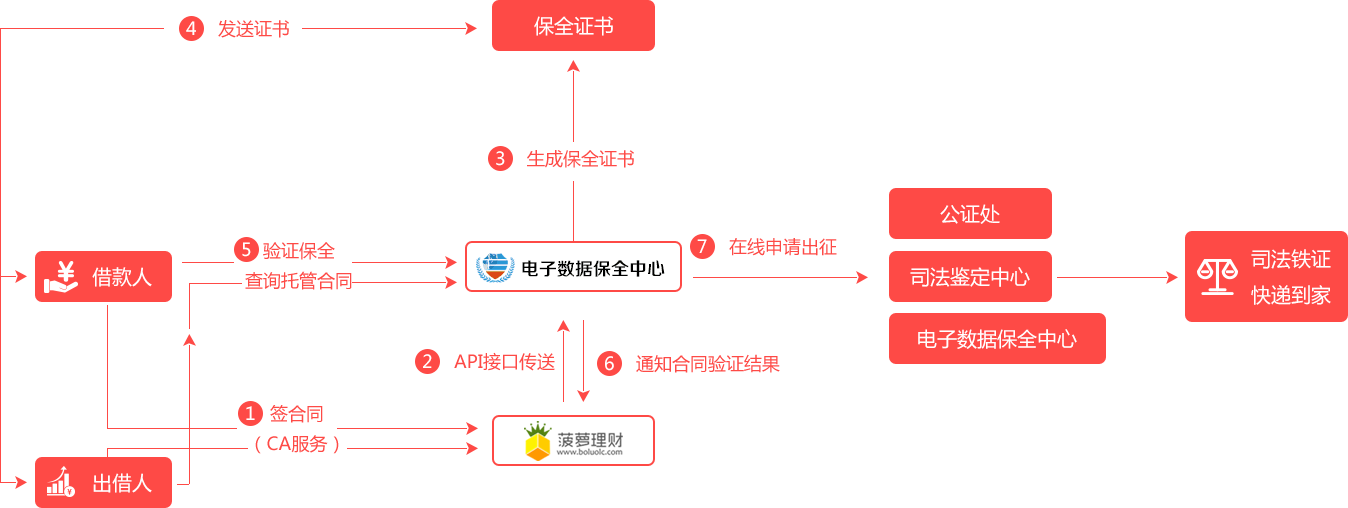 4 发送证书
保全证书
3 生成保全证书
公证处
5 验证保全
查询托管合同
电子数据保全中心
7 在线申请出征
借款人
司法鉴定中心
司法铁证
快递到家
电子数据保全中心
2 API接口传送
6 通知合同验证结果
1 签合同
（CA服务）
菠萝理财
www.boluolc.com
出借人